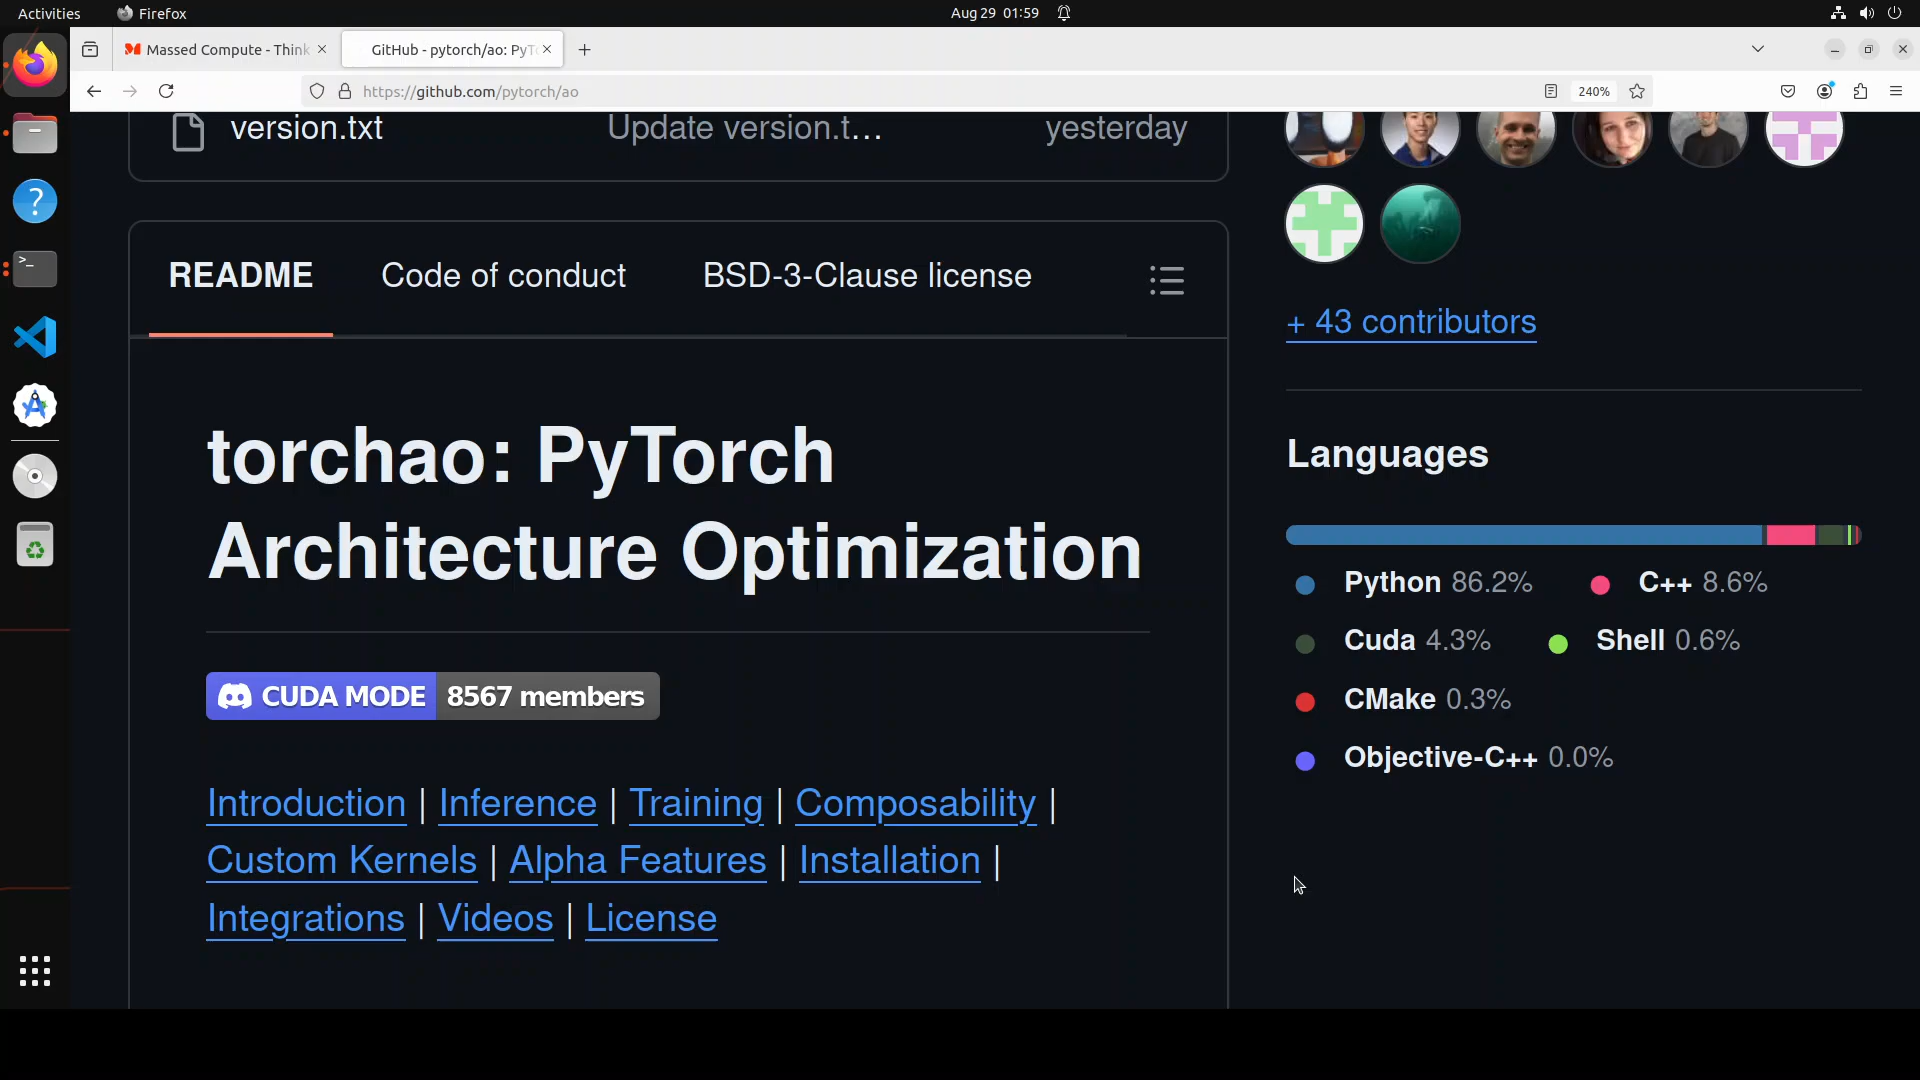 Activities
Firefox
Aug 29 01:59
Massed Compute - Think
GitHub - pytorch/ao: PyT
https://github.com/pytorch/ao
240%
version.txt
Update version.t...
yesterday
README
Code of conduct
BSD-3-Clause license
+ 43 contributors
torchao: PyTorch
Architecture Optimization
CUDA MODE 8567 members
Introduction | Inference | Training | Composability |
Custom Kernels | Alpha Features | Installation |
Integrations | Videos | License
Languages
Python 86.2%
C++ 8.6%
Cuda 4.3%
Shell 0.6%
CMake 0.3%
Objective-C++ 0.0%